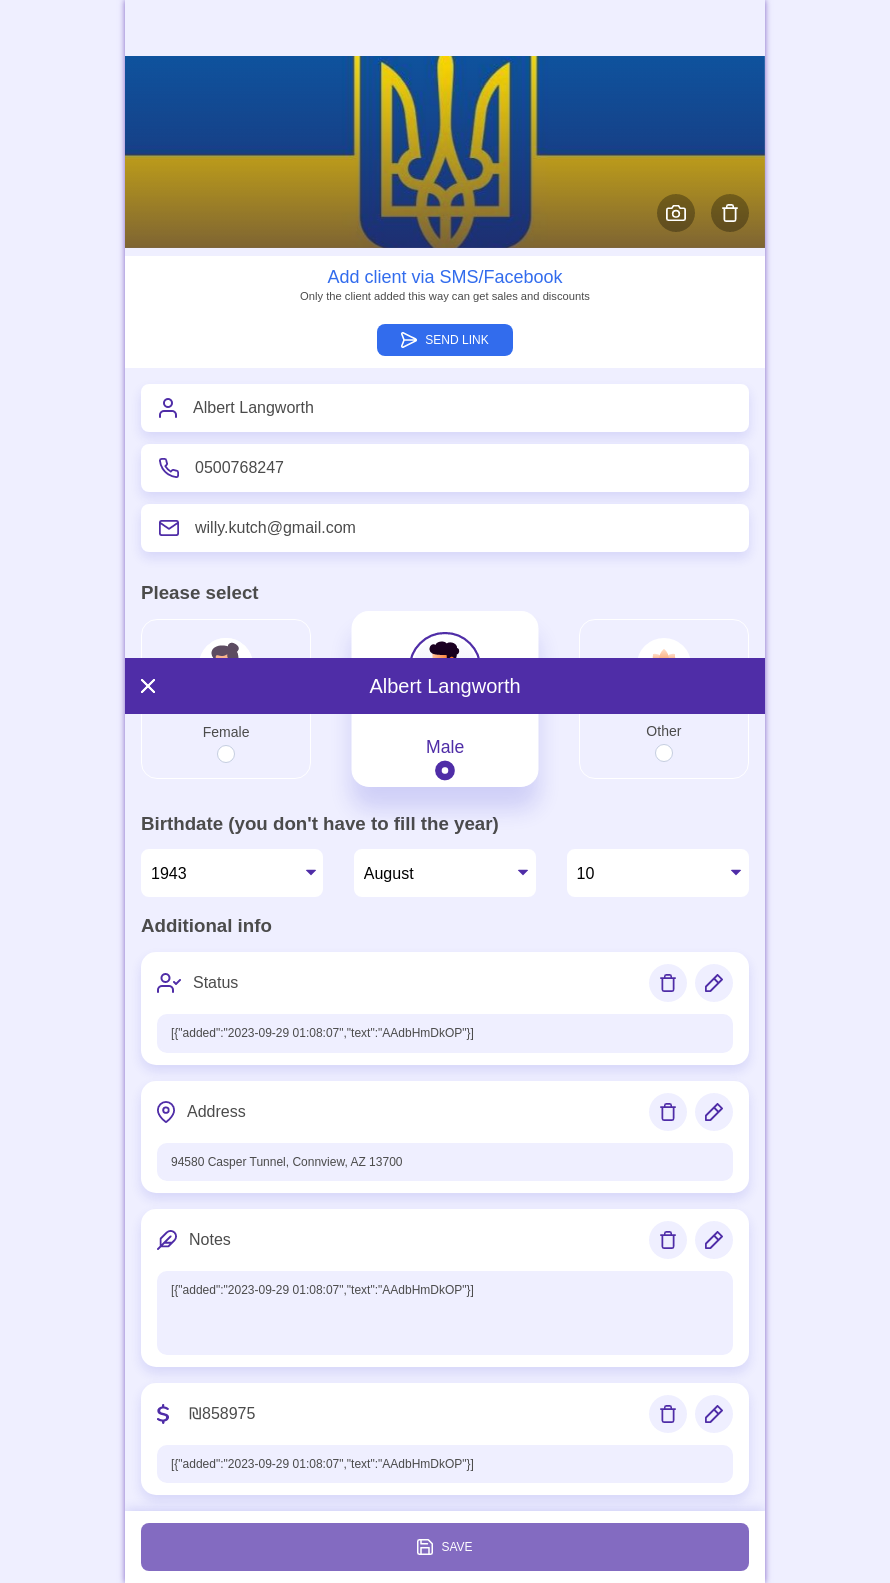 Add client via SMS/Facebook
Only the client added this way can get sales and discounts
SEND LINK
Albert Langworth
0500768247
willy.kutch@gmail.com
Please select
Albert Langworth
Female
Male
Other
Birthdate (you don't have to fill the year)
1943
August
10
Additional info
Status
[{"added":"2023-09-29 01:08:07","text":"AAdbHmDkOP"}]
Address
94580 Casper Tunnel, Connview, AZ 13700
Notes
[{"added":"2023-09-29 01:08:07","text":"AAdbHmDkOP"}]
₪858975
[{"added":"2023-09-29 01:08:07","text":"AAdbHmDkOP"}]
SAVE